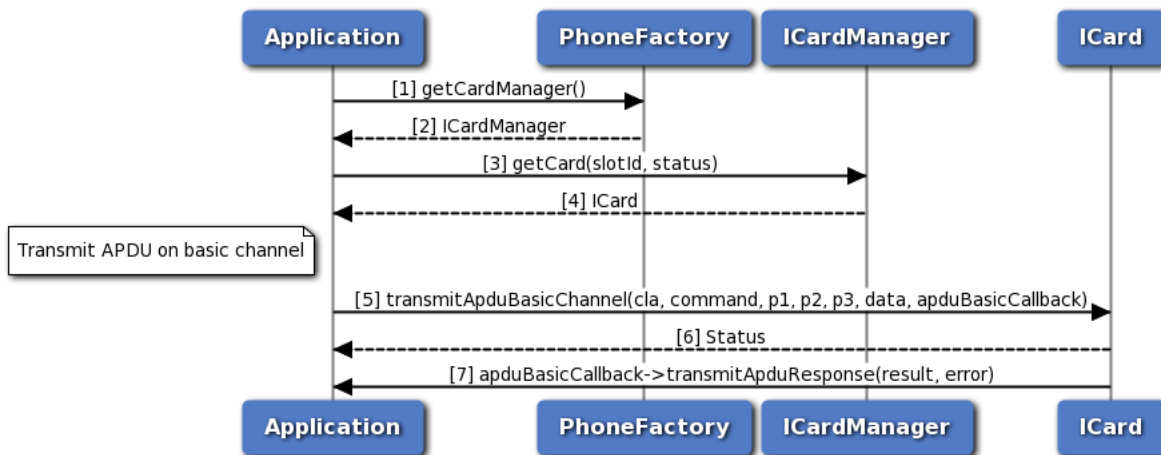 Application PhoneFactory ICardManager ICard
[1] getCardManager()
[2] ICardManager
[3] getCard(slotId, status)
[4] ICard
Transmit APDU on basic channel
[5] transmitApduBasicChannel(cla, command, p1, p2, p3, data, apduBasicCallback)
[6] Status
[7] apduBasicCallback->transmitApduResponse(result, error)
Application PhoneFactory ICardManager ICard